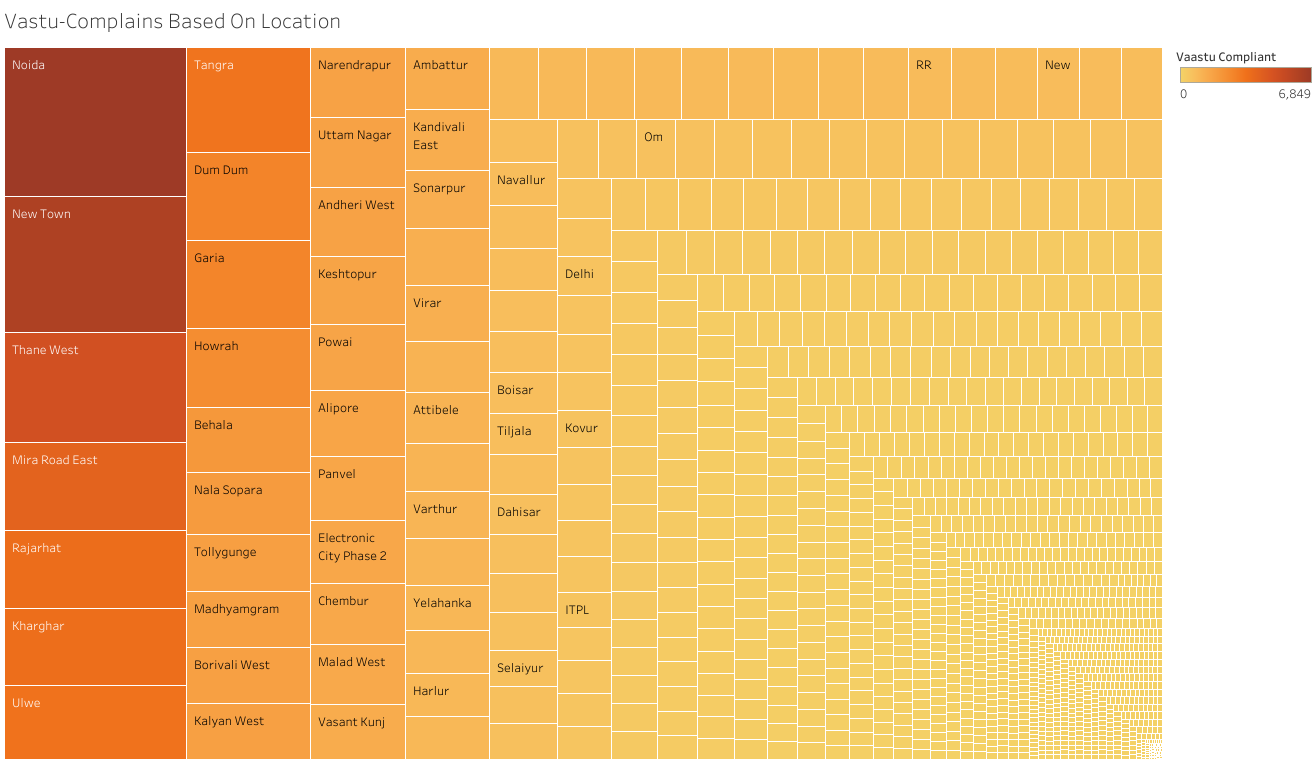 Vastu-Complains Based On Location
Noida
New Town
Thane West
Mira Road East
Rajarhat
Kharghar
Ulwe
Tangra
Dum Dum
Garia
Howrah
Behala
Nala Sopara
Tollygunge
Madhyamgram
Borivali West
Kalyan West
Narendrapur
Uttam Nagar
Andheri West
Keshtopur
Powai
Alipore
Panvel
Electronic
City Phase 2
Chembur
Malad West
Vasant Kunj
Ambattur
Kandivali
East
Sonarpur
Virar
Attibele
Varthur
Yelahanka
Harlur
Navallur
Boisar
Tiljala
Dahisar
Selaiyur
Delhi
Kovur
ITPL
Om
RR
New
Vaastu Compliant
0 6,849